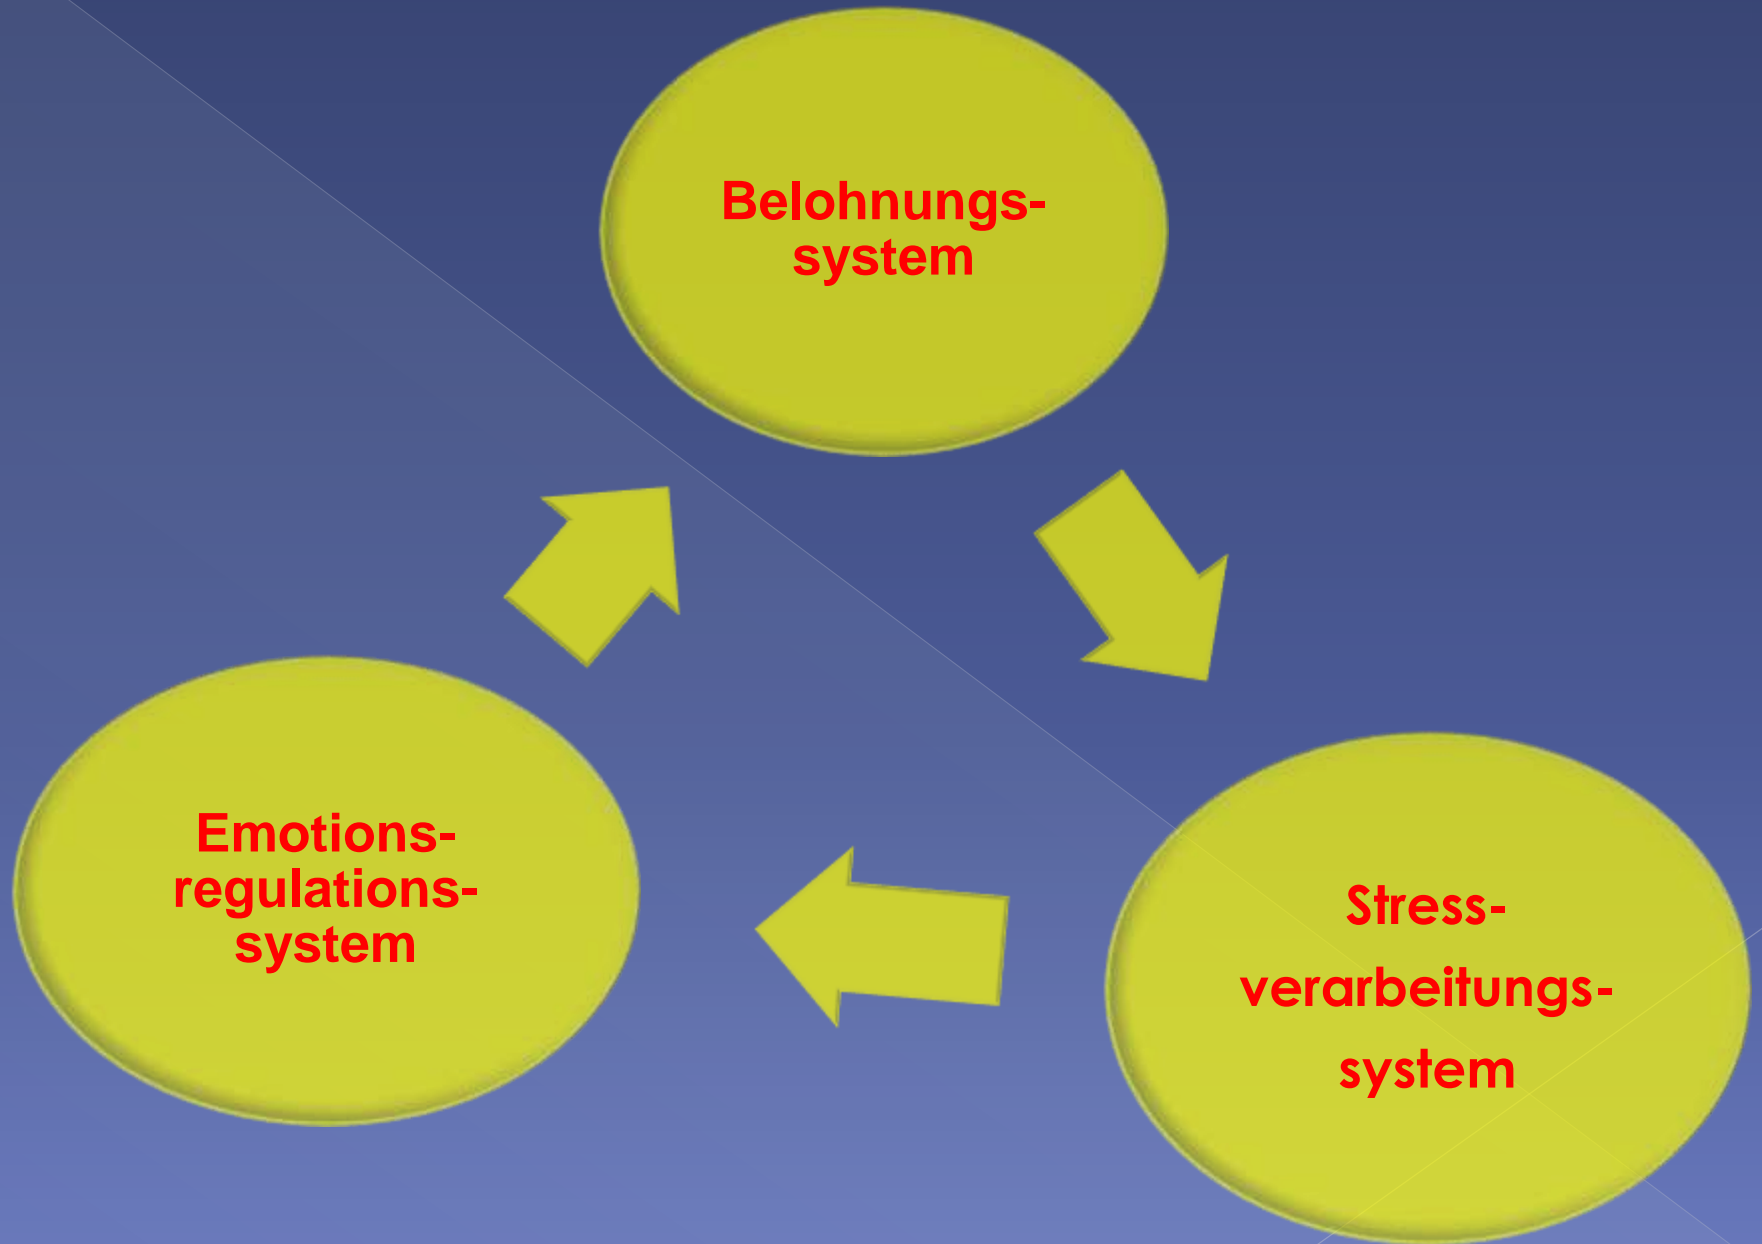 Belohnungs-
system
Emotions-
regulations-
system
Stress-
verarbeitungs-
system